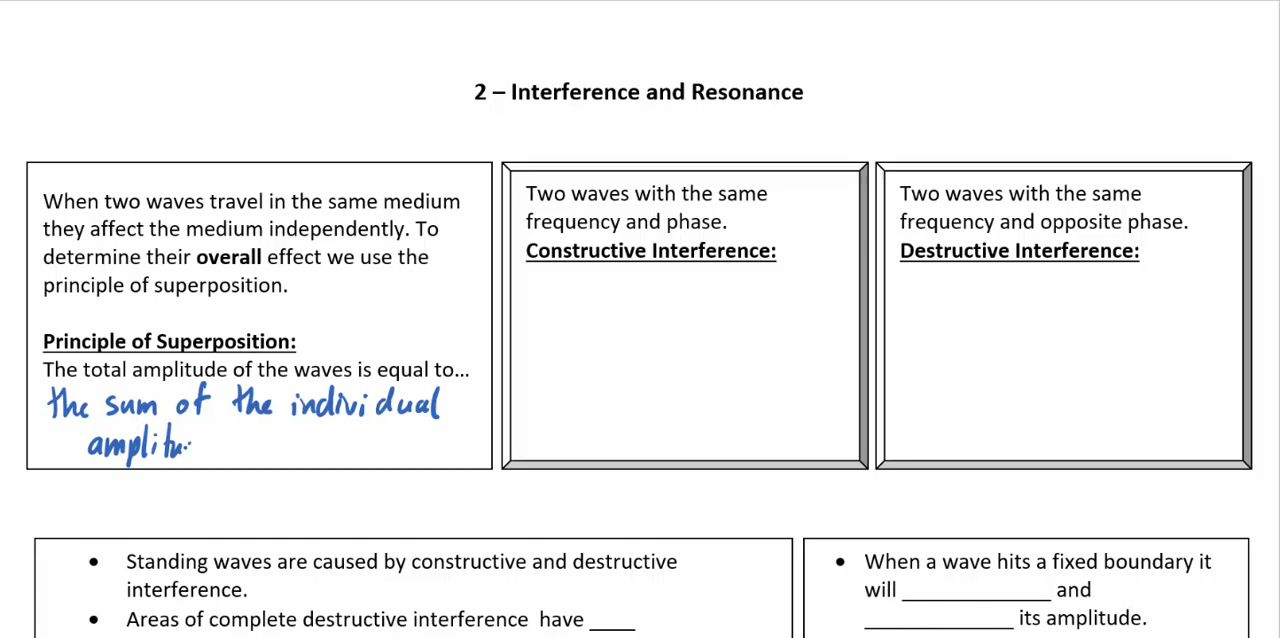 2 – Interference and Resonance
When two waves travel in the same medium
they affect the medium independently. To
determine their overall effect we use the
principle of superposition.
Principle of Superposition:
The total amplitude of the waves is equal to...
the sum of the individual
amplitu
Two waves with the same
frequency and phase.
Constructive Interference:
Two waves with the same
frequency and opposite phase.
Destructive Interference:
• Standing waves are caused by constructive and destructive
interference.
• Areas of complete destructive interference have ____
• When a wave hits a fixed boundary it
will _____________ and
_____________ its amplitude.